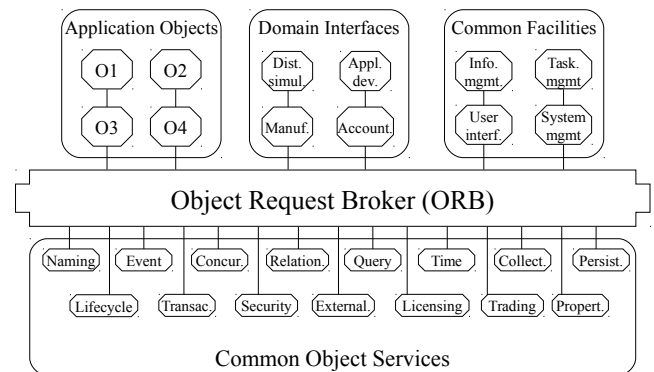 Application Objects
Domain Interfaces
Common Facilities
O1
O2
Dist.
simul.
Appl.
dev.
Info.
mgmt.
Task.
mgmt
O3
O4
Manuf.
Account.
User
interf.
System
mgmt
Object Request Broker (ORB)
Naming
Event
Concur.
Relation.
Query
Time
Collect.
Persist.
Lifecycle
Transac.
Security
External.
Licensing
Trading
Propert.
Common Object Services